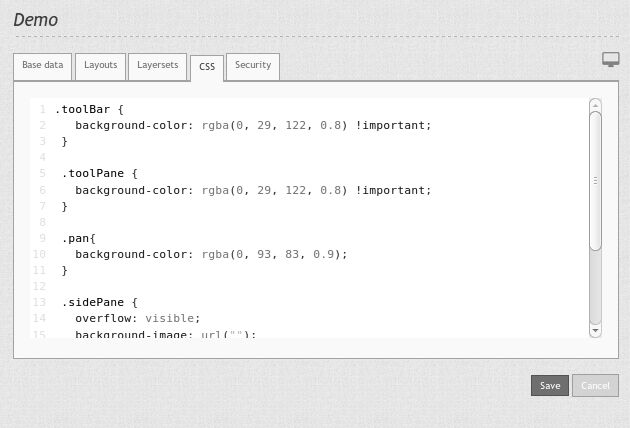 Demo
Base data Layouts Layersets CSS Security
1 .toolBar {
2 background-color: rgba(0, 29, 122, 0.8) !important;
3 }
4
5 .toolPane {
6 background-color: rgba(0, 29, 122, 0.8) !important;
7 }
8
9 .pan{
10 background-color: rgba(0, 93, 83, 0.9);
11 }
12
13 .sidePane {
14 overflow: visible;
15 background-image: url("");
Save Cancel